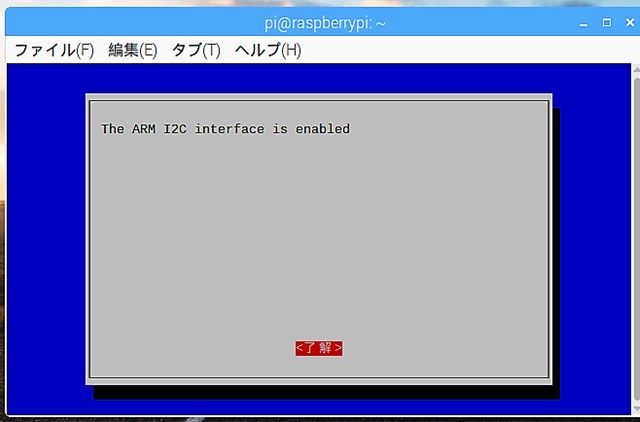 pi@raspberrypi: ~
ファイル(F) 編集(E) タブ(T) ヘルプ(H)
The ARM I2C interface is enabled
<了解>